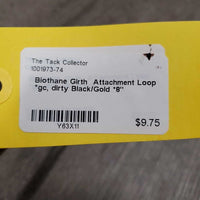 The Tack Collector
1001973-74
Biothane Girth Attachment Loop
*gc, dirty Black/Gold *8"
Y63X11
$9.75